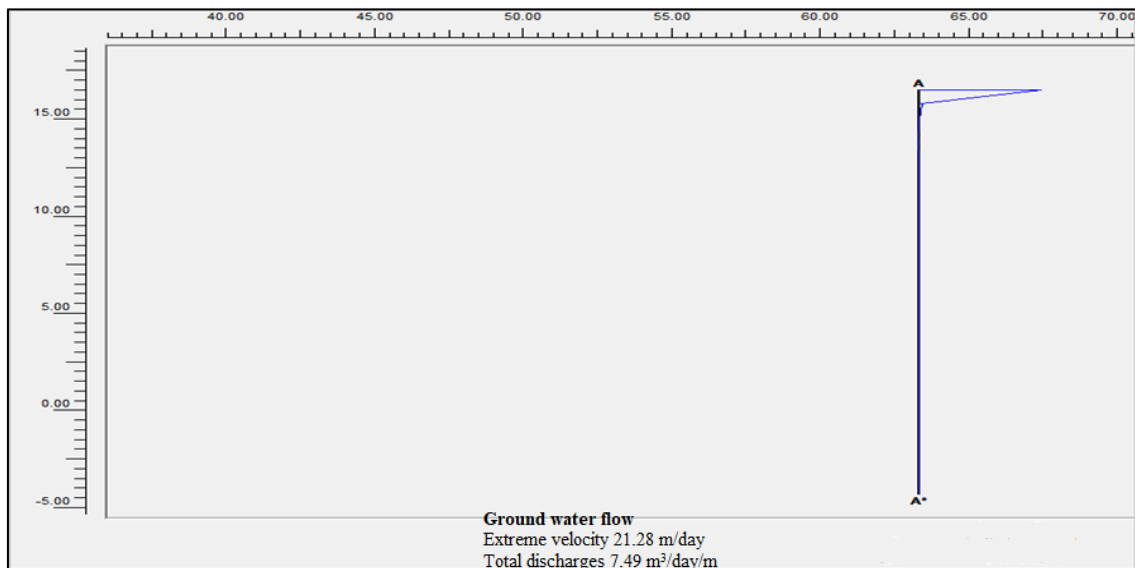 40.00 45.00 50.00 55.00 60.00 65.00 70.00
A
15.00
10.00
5.00
0.00
-5.00
A*
Ground water flow
Extreme velocity 21.28 m/day
Total discharges 7.49 m³/day/m